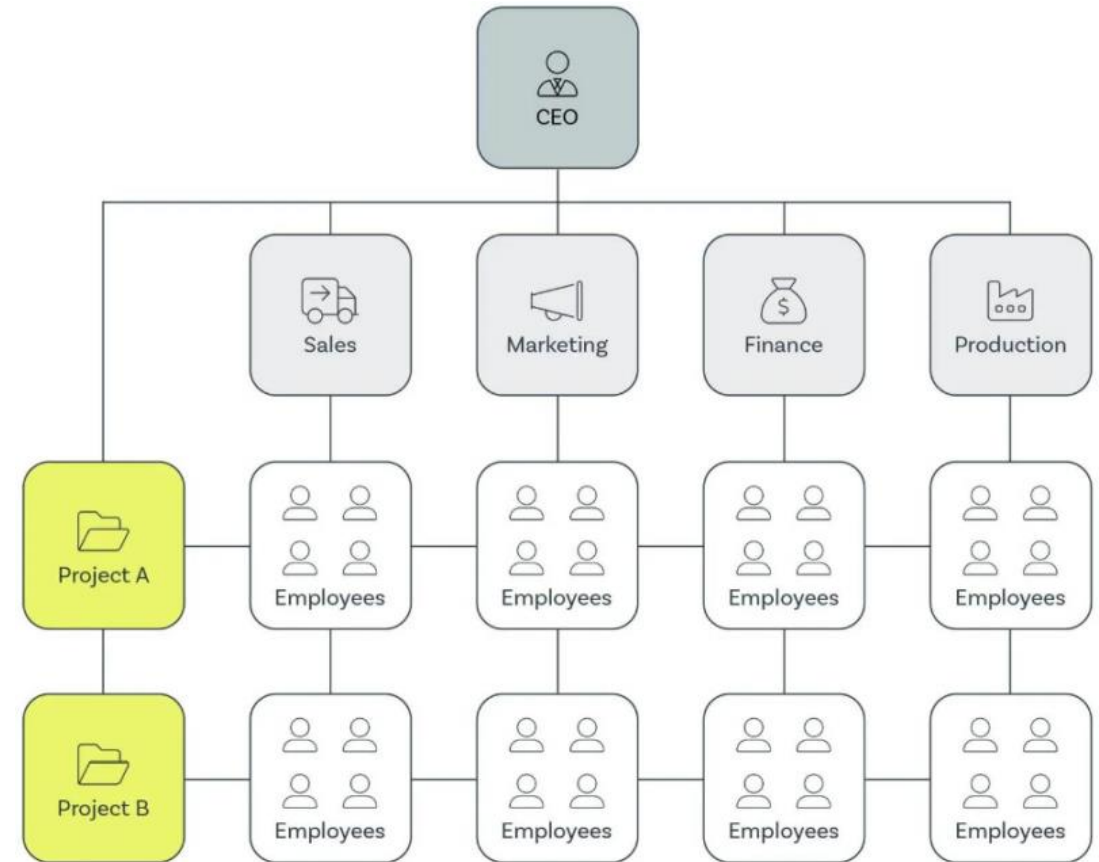 CEO
Sales
Marketing
$
Finance
Production
Project A
Employees
Employees
Employees
Employees
Project B
Employees
Employees
Employees
Employees